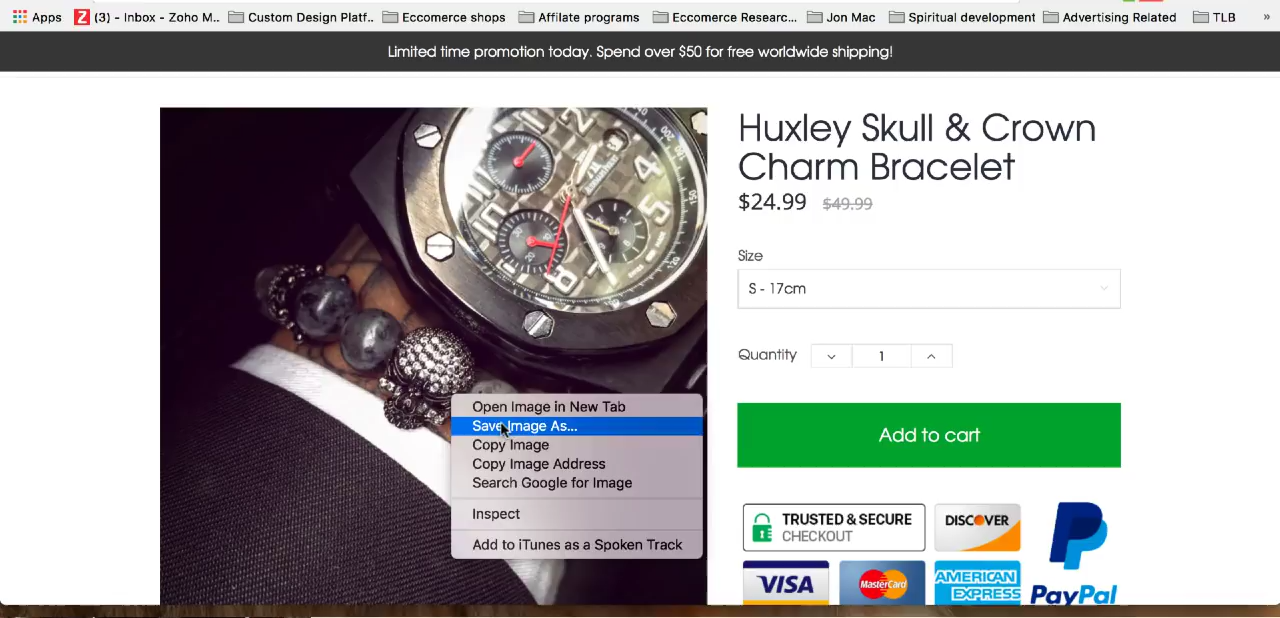 Apps
(3) - Inbox - Zoho M..
Custom Design Platf..
Eccomerce shops
Affilate programs
Eccomerce Researc...
Jon Mac
Spiritual development
Advertising Related
TLB
»
Limited time promotion today. Spend over $50 for free worldwide shipping!
Huxley Skull & Crown
Charm Bracelet
$24.99 $49.99
Size
S - 17cm
Quantity 1
Add to cart
Open Image in New Tab
Save Image As...
Copy Image
Copy Image Address
Search Google for Image
Inspect
Add to iTunes as a Spoken Track
TRUSTED & SECURE
CHECKOUT
DISCOVER
VISA
MasterCard
AMERICAN
EXPRESS
PayPal